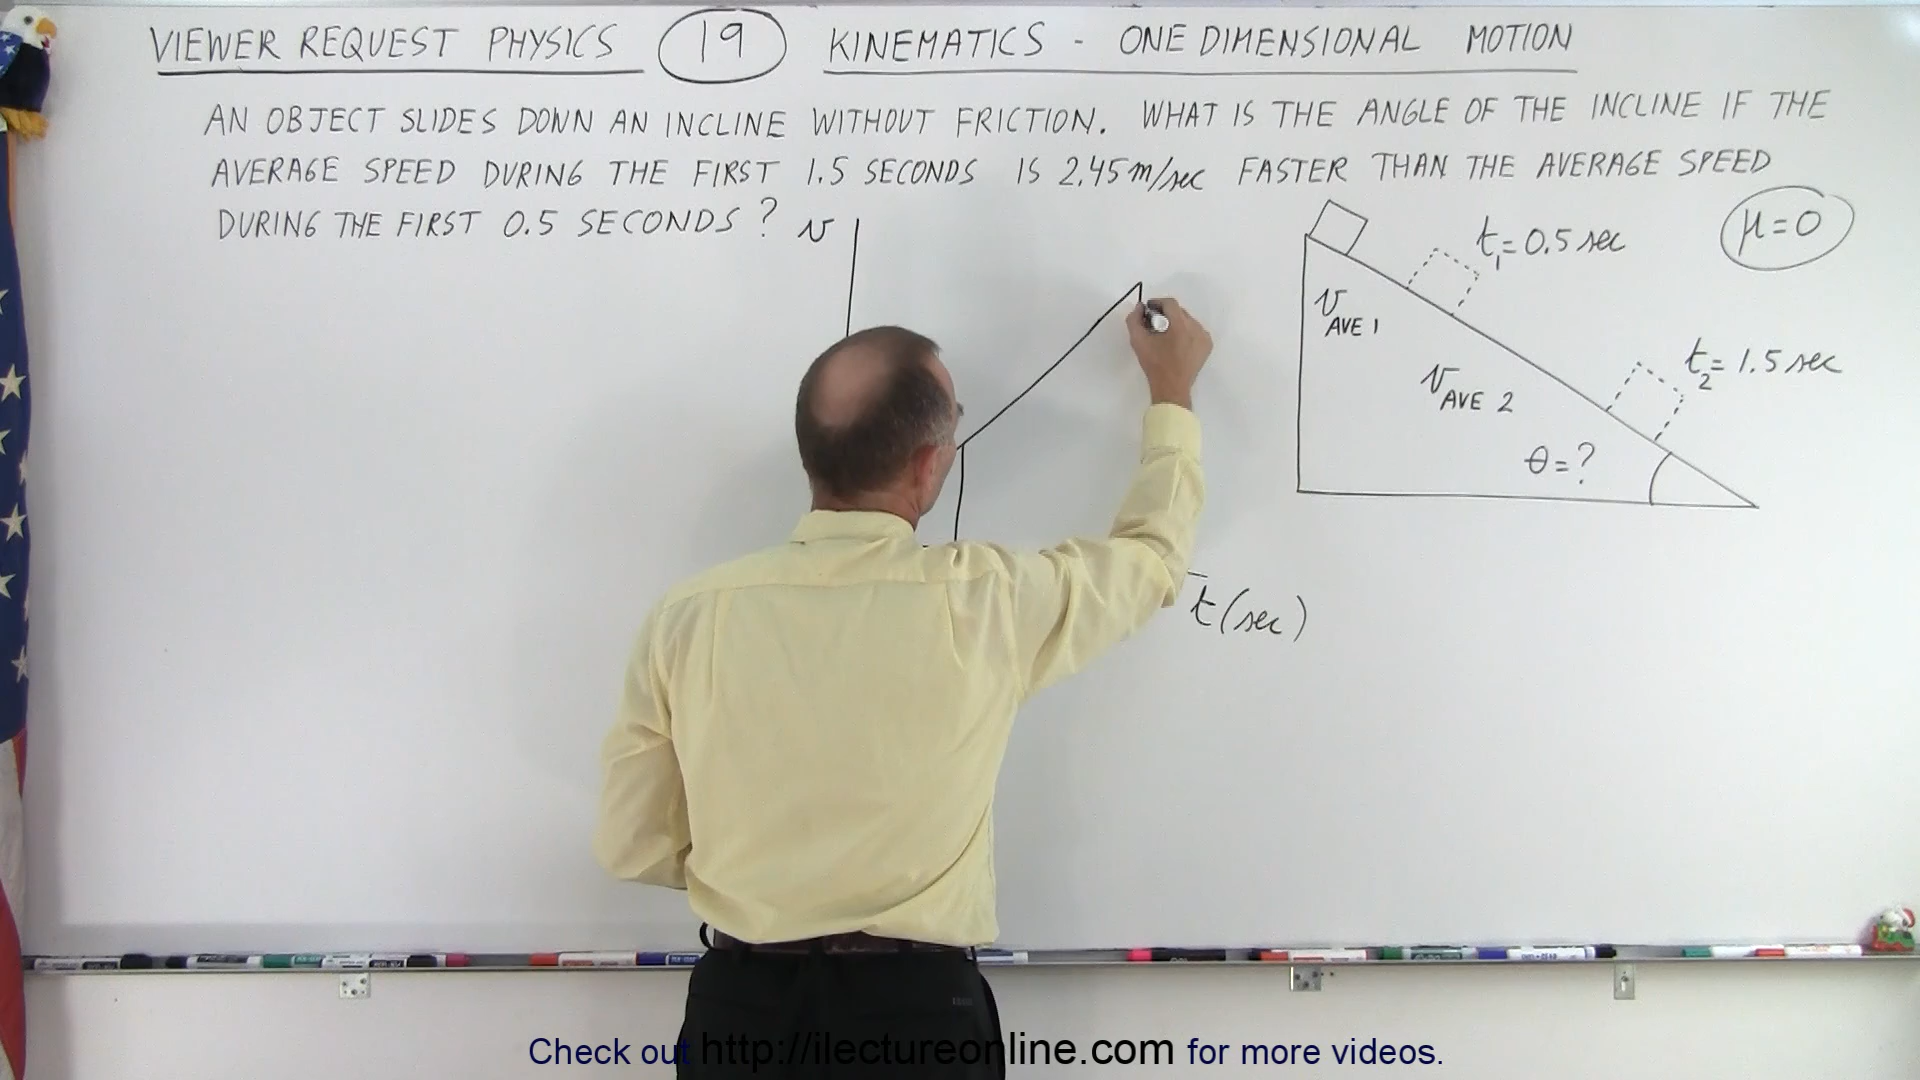 VIEWER REQUEST PHYSICS 19 KINEMATICS - ONE DIMENSIONAL MOTION
AN OBJECT SLIDES DOWN AN INCLINE WITHOUT FRICTION. WHAT IS THE ANGLE OF THE INCLINE IF THE
AVERAGE SPEED DURING THE FIRST 1.5 SECONDS IS 2.45 m/sec FASTER THAN THE AVERAGE SPEED
DURING THE FIRST 0.5 SECONDS?
v
t₁=0.5 sec
μ=0
v AVE 1
t₂=1.5 sec
v AVE 2
θ=?
t(sec)
Check out http://ilectureonline.com for more videos.